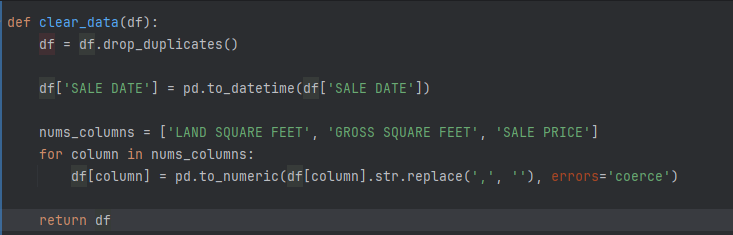 def clear_data(df):
    df = df.drop_duplicates()
    df['SALE DATE'] = pd.to_datetime(df['SALE DATE'])
    nums_columns = ['LAND SQUARE FEET', 'GROSS SQUARE FEET', 'SALE PRICE']
    for column in nums_columns:
        df[column] = pd.to_numeric(df[column].str.replace(',', ''), errors='coerce')
    return df